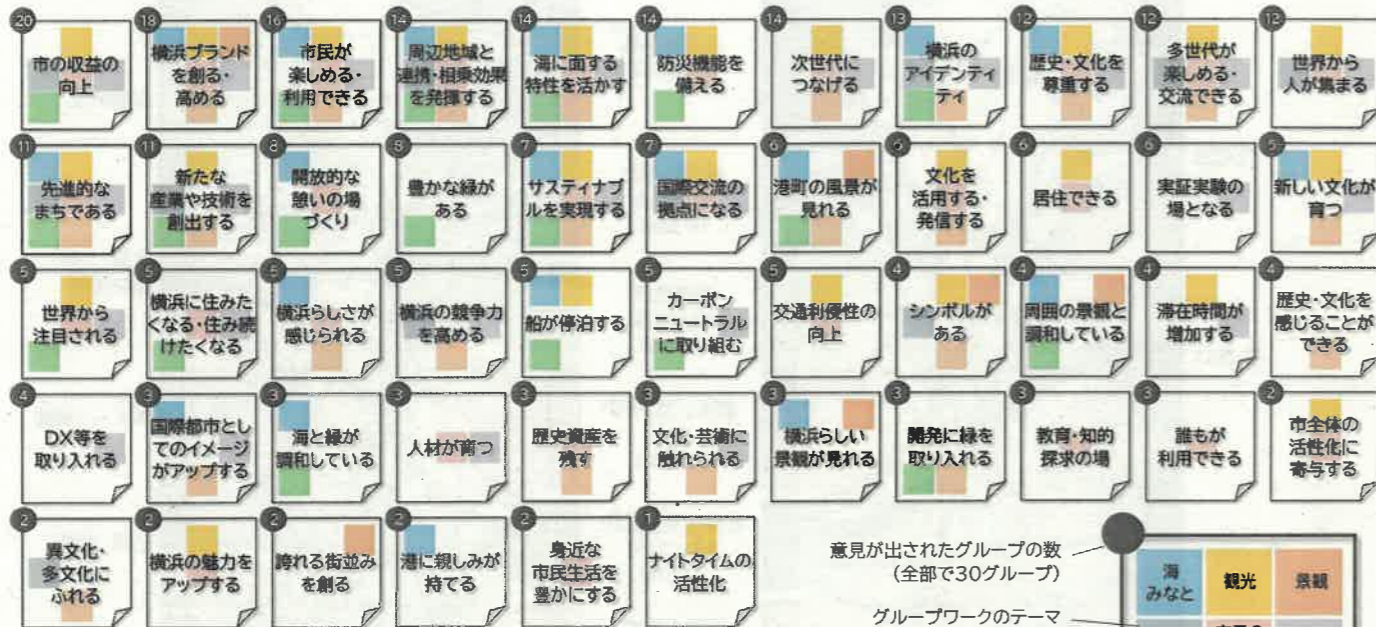 20
市の収益の
向上
18
横浜ブランド
を創る・
高める
16
市民が
楽しめる・
利用できる
14
周辺地域と
連携・相乗効果
を発揮する
14
海に面する
特性を活かす
14
防災機能を
備える
14
次世代に
つなげる
13
横浜の
アイデンティ
ティ
12
歴史・文化を
尊重する
12
多世代が
楽しめる・
交流できる
12
世界から
人が集まる
11
先進的な
まちである
11
新たな
産業や技術を
創出する
8
開放的な
憩いの場
づくり
8
豊かな緑が
ある
7
サスティナブ
ルを実現する
7
国際交流の
拠点になる
6
港町の風景が
見れる
6
文化を
活用する・
発信する
6
居住できる
6
実証実験の
場となる
5
新しい文化が
育つ
5
世界から
注目される
5
横浜に住みた
くなる・住み続
けたくなる
5
横浜らしさが
感じられる
5
横浜の競争力
を高める
5
船が停泊する
5
カーボン
ニュートラル
に取り組む
5
交通利便性の
向上
4
シンボルが
ある
4
周囲の景観と
調和している
4
滞在時間が
増加する
4
歴史・文化を
感じることが
できる
4
DX等を
取り入れる
3
国際都市とし
てのイメージ
がアップする
3
海と緑が
調和している
3
人材が育つ
3
歴史資産を
残す
3
文化・芸術に
触れられる
3
横浜らしい
景観が見れる
3
開発に緑を
取り入れる
3
教育・知的
探求の場
3
誰もが
利用できる
2
市全体の
活性化に
寄与する
2
異文化・
多文化に
ふれる
2
横浜の魅力を
アップする
2
誇れる街並み
を創る
2
港に親しみが
持てる
2
身近な
市民生活を
豊かにする
1
ナイトタイムの
活性化
意見が出されたグループの数
(全部で30グループ)
グループワークのテーマ
海
みなと
観光
景観